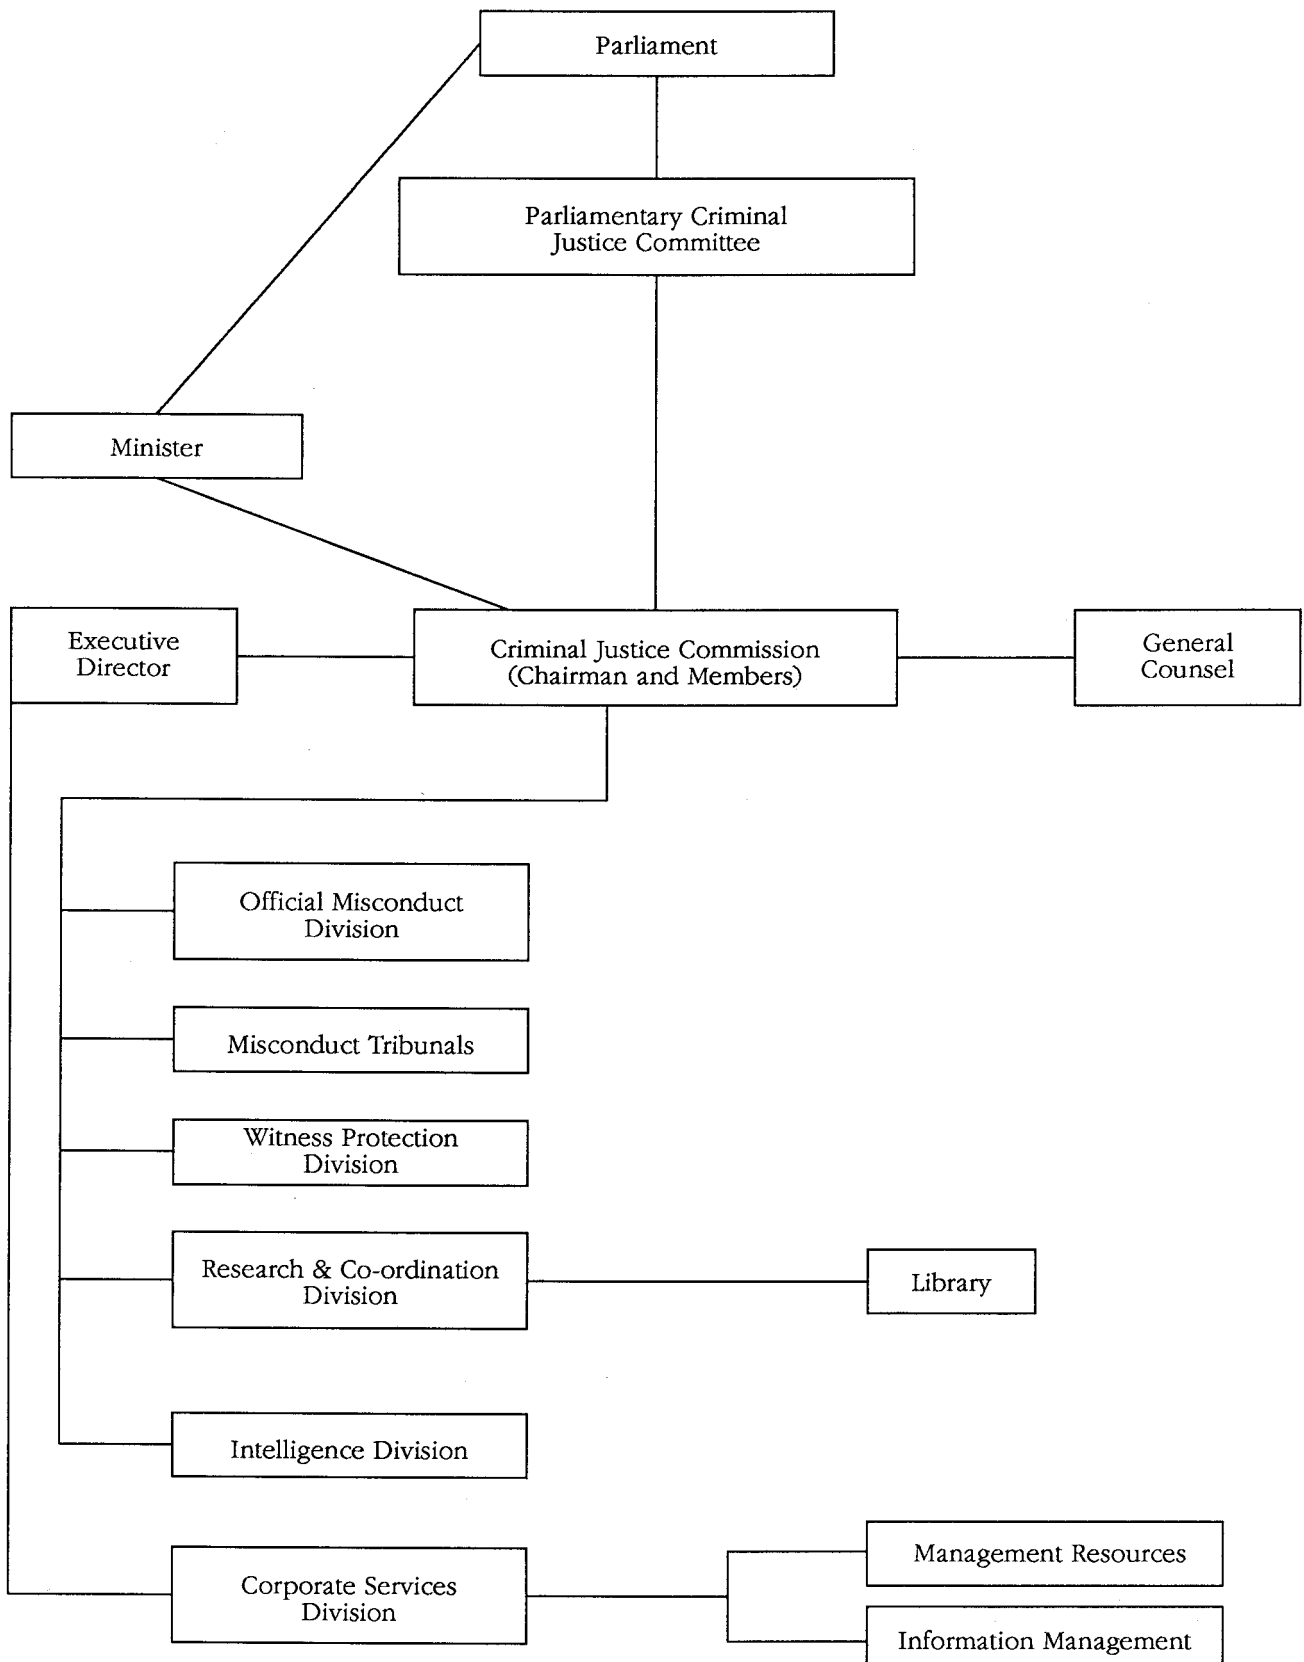 Parliament
Parliamentary Criminal
Justice Committee
Minister
Executive
Director
Criminal Justice Commission
(Chairman and Members)
General
Counsel
Official Misconduct
Division
Misconduct Tribunals
Witness Protection
Division
Research & Co-ordination
Division
Library
Intelligence Division
Corporate Services
Division
Management Resources
Information Management